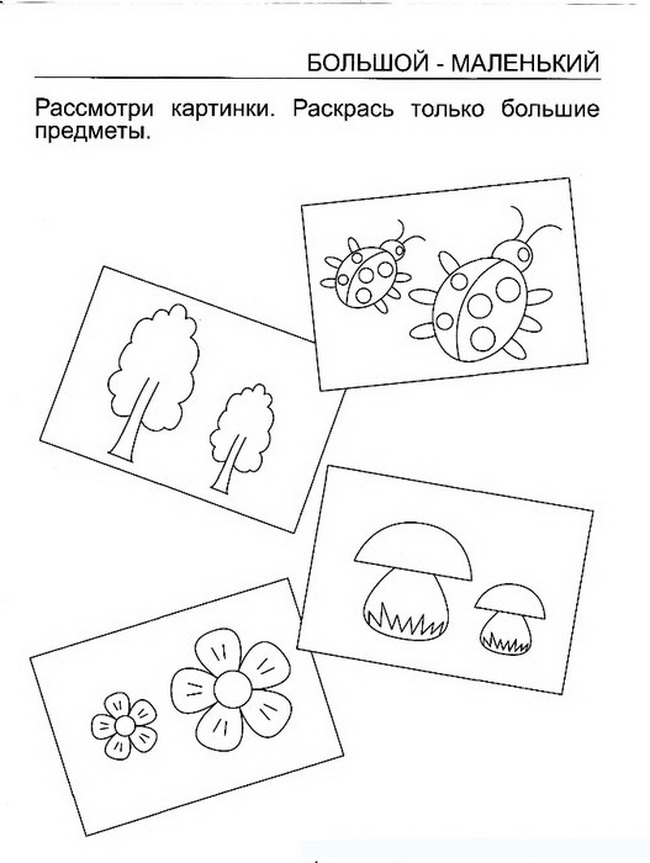 БОЛЬШОЙ - МАЛЕНЬКИЙ
Рассмотри картинки. Раскрась только большие
предметы.